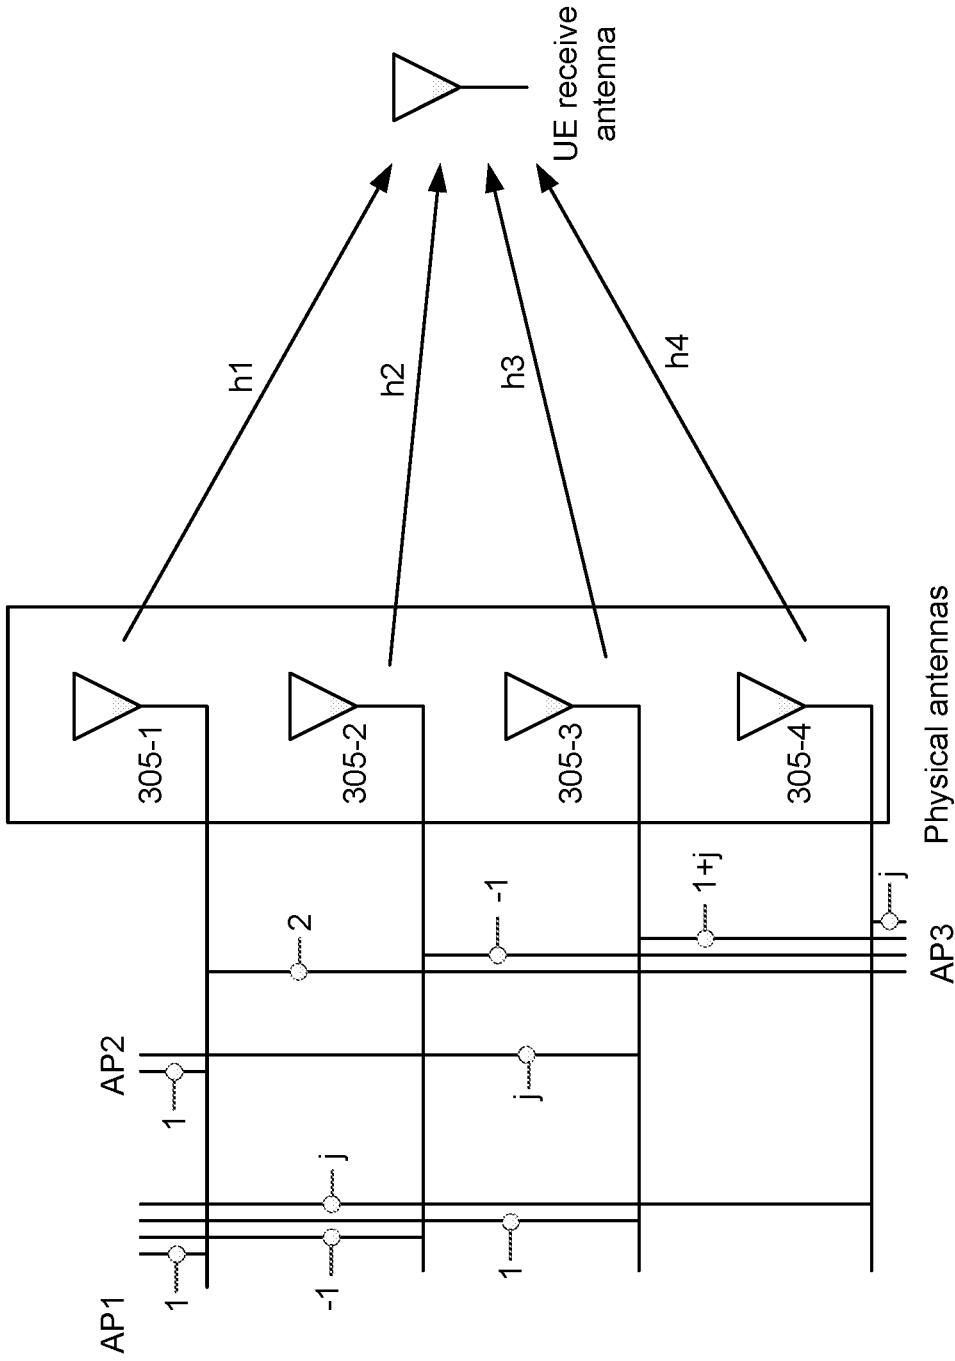 AP1
1
-1
1
j
AP2
1
j
AP3
2
-1
1+j
j
305-1
305-2
305-3
305-4
Physical antennas
h1
h2
h3
h4
UE receive
antenna